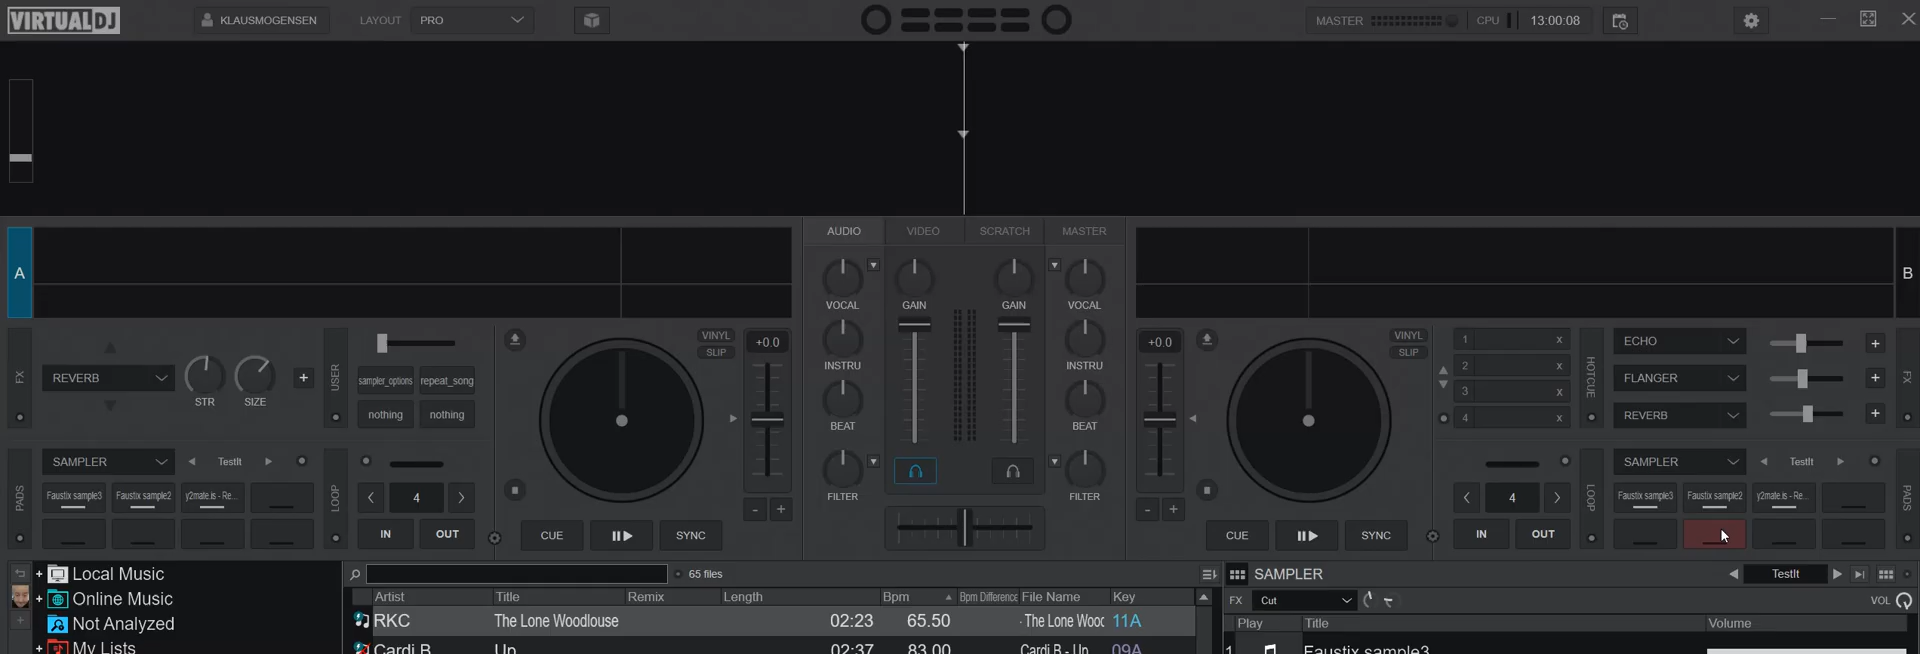 VIRTUALDJ KLAUSMOGENSEN LAYOUT PRO MASTER CPU 13:00:08
AUDIO VIDEO SCRATCH MASTER
A B
VOCAL GAIN GAIN VOCAL
VINYL +0.0 +0.0 VINYL
SLIP SLIP
INSTRU INSTRU
FX REVERB STR SIZE + USER sampler_options repeat_song
nothing nothing
BEAT BEAT
1 x
2 x
3 x
4 x
HOTCUE
ECHO +
FLANGER +
REVERB +
FX
PADS SAMPLER TestIt
Faustix sample3 Faustix sample2 y2mate.is - Re...
LOOP 4
IN OUT
CUE SYNC
- +
FILTER FILTER
- +
CUE SYNC
4
IN OUT
LOOP
SAMPLER TestIt
Faustix sample3 Faustix sample2 y2mate.is - Re...
PADS
+ Local Music
+ Online Music
Not Analyzed
+ My Lists
65 files
Artist Title Remix Length Bpm Bpm Difference File Name Key
RKC The Lone Woodlouse 02:23 65.50 - The Lone Wooc 11A
Cardi B Up 02:37 83.00 Cardi B - Up 09A
SAMPLER TestIt
FX Cut VOL
Play Title Volume
1 Faustix sample3